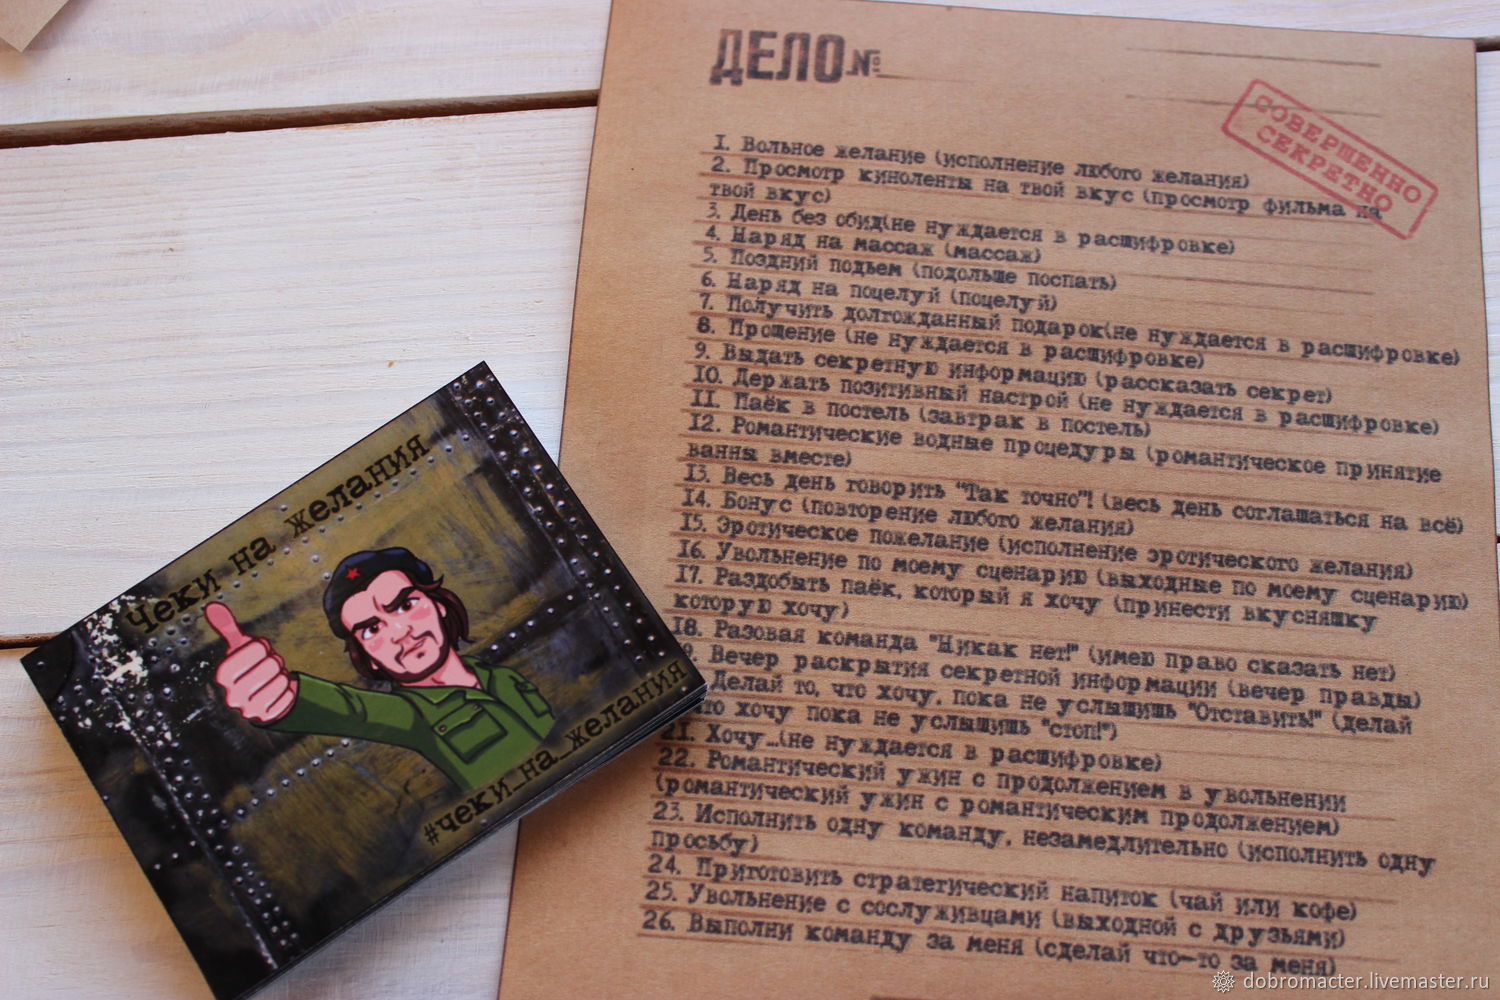 ДЕЛО №
СОВЕРШЕННО
СЕКРЕТНО
1. Вольное желание (исполнение любого желания)
2. Просмотр киноленты на твой вкус (просмотр фильма на
твой вкус)
3. День без обид(не нуждается в расшифровке)
4. Наряд на массаж (массаж)
5. Поздний подъем (подольше поспать)
6. Наряд на поцелуй (поцелуй)
7. Получить долгожданный подарок(не нуждается в расшифровке)
8. Прощение (не нуждается в расшифровке)
9. Выдать секретную информацию (рассказать секрет)
10. Держать позитивный настрой (не нуждается в расшифровке)
11. Паёк в постель (завтрак в постель)
12. Романтические водные процедуры (романтическое принятие
ванны вместе)
13. Весь день говорить "Так точно"! (весь день соглашаться на всё)
14. Бонус (повторение любого желания)
15. Эротическое пожелание (исполнение эротического желания)
16. Увольнение по моему сценарию (выходные по моему сценарию)
17. Раздобыть паёк, который я хочу (принести вкусняшку
которую хочу)
18. Разовая команда "Никак нет!" (имею право сказать нет)
9. Вечер раскрытия секретной информации (вечер правды)
Делай то, что хочу, пока не услышишь "Отставить!" (делай
то хочу пока не услышишь "стоп!")
21. Хочу...(не нуждается в расшифровке)
22. Романтический ужин с продолжением в увольнении
(романтический ужин с романтическим продолжением)
23. Исполнить одну команду, незамедлительно (исполнить одну
просьбу)
24. Приготовить стратегический напиток (чай или кофе)
25. Увольнение с сослуживцами (выходной с друзьями)
26. Выполни команду за меня (сделай что-то за меня)
Чеки на желания
#чеки_на_желания
dobromacter.livemaster.ru